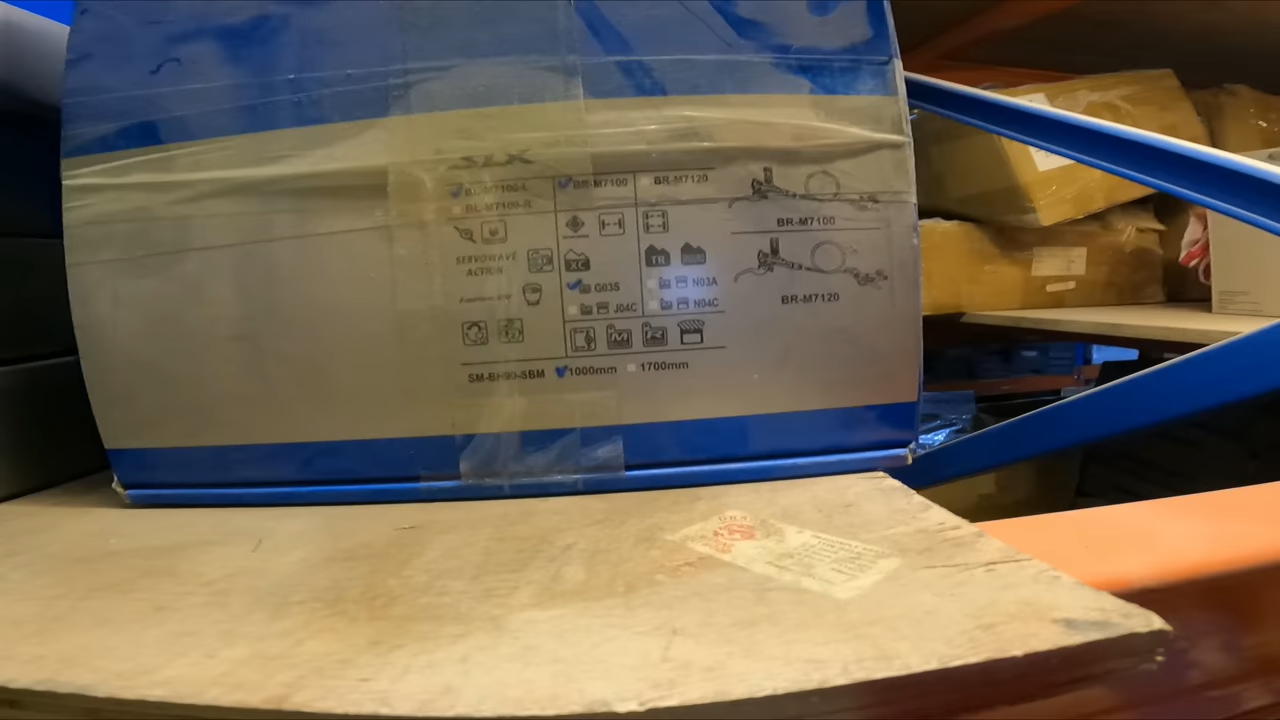 SLX
BL-M7100-L
BL-M7100-R
BR-M7100
BR-M7120
SERVOWAVE
ACTION
XC
TR
G03S
J04C
N03A
N04C
M
R
SM-BH90-SBM 1000mm 1700mm
BR-M7100
BR-M7120